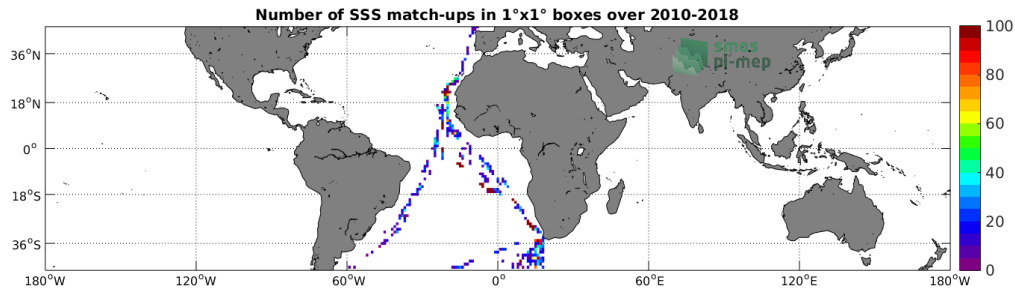 Number of SSS match-ups in 1°x1° boxes over 2010-2018
smos
pi-mep
36°N
18°N
0°
18°S
36°S
180°W
120°W
60°W
0°
60°E
120°E
180°W
100
80
60
40
20
0